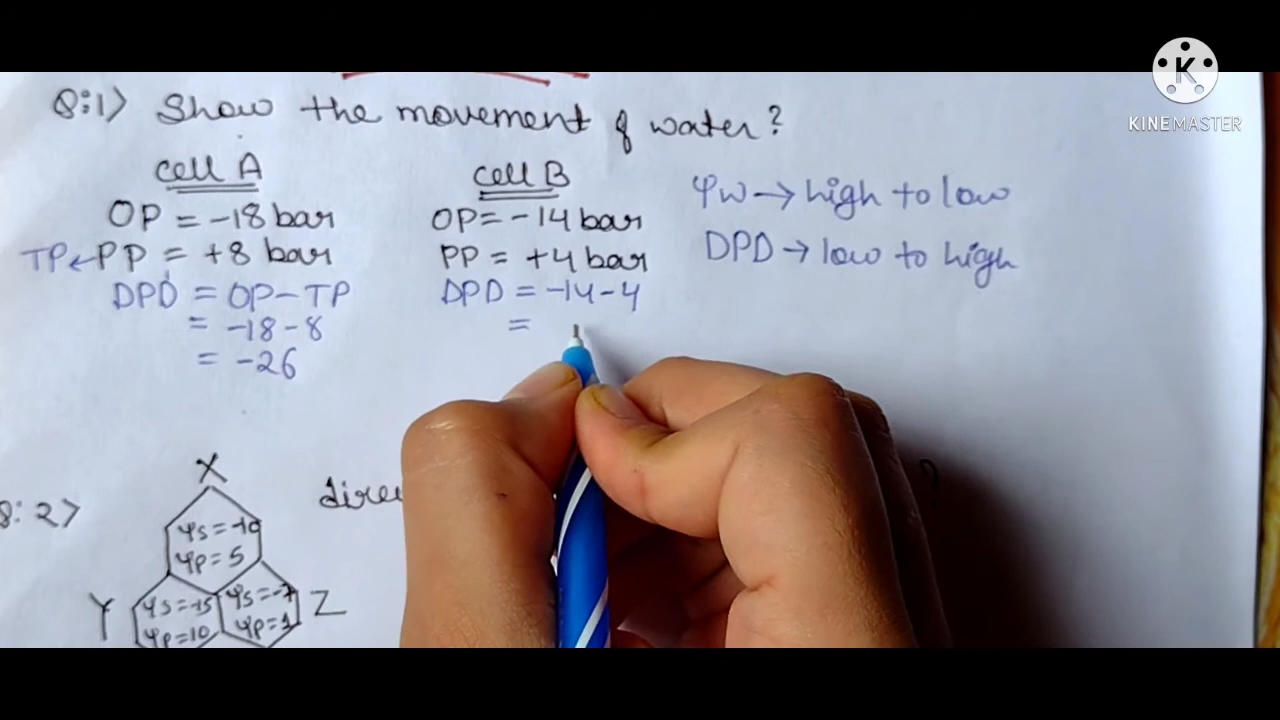 KINEMASTER
Q:1> Show the movement of water?
cell A
OP = -18 bar
TP ← PP = +8 bar
DPD = OP - TP
= -18 - 8
= -26
cell B
OP = -14 bar
PP = +4 bar
DPD = -14 - 4
=
ψw → high to low
DPD → low to high
8:2>
X
ψs = -10
ψp = 5
Y
ψs = -15
ψp = 10
ψs = -7
ψp = 1
Z
?